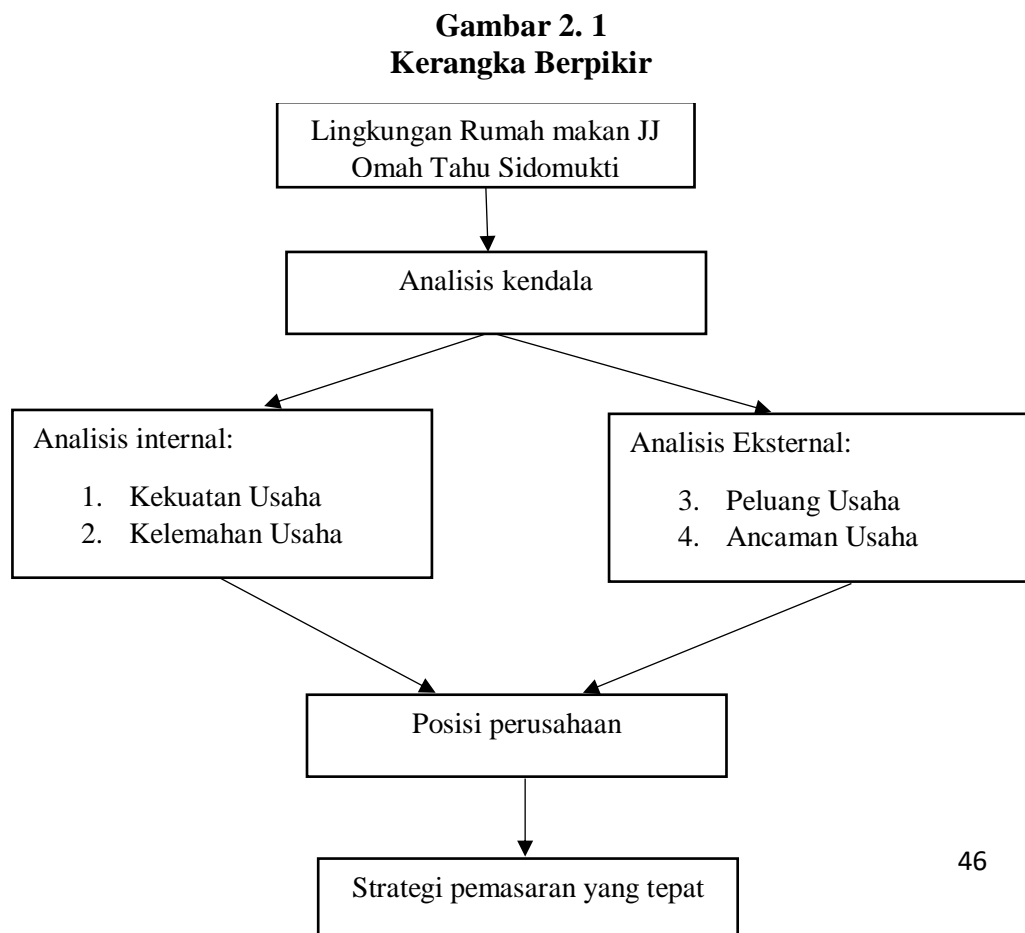 Gambar 2. 1
Kerangka Berpikir
Lingkungan Rumah makan JJ
Omah Tahu Sidomukti
Analisis kendala
Analisis internal:
1. Kekuatan Usaha
2. Kelemahan Usaha
Analisis Eksternal:
3. Peluang Usaha
4. Ancaman Usaha
Posisi perusahaan
Strategi pemasaran yang tepat
46